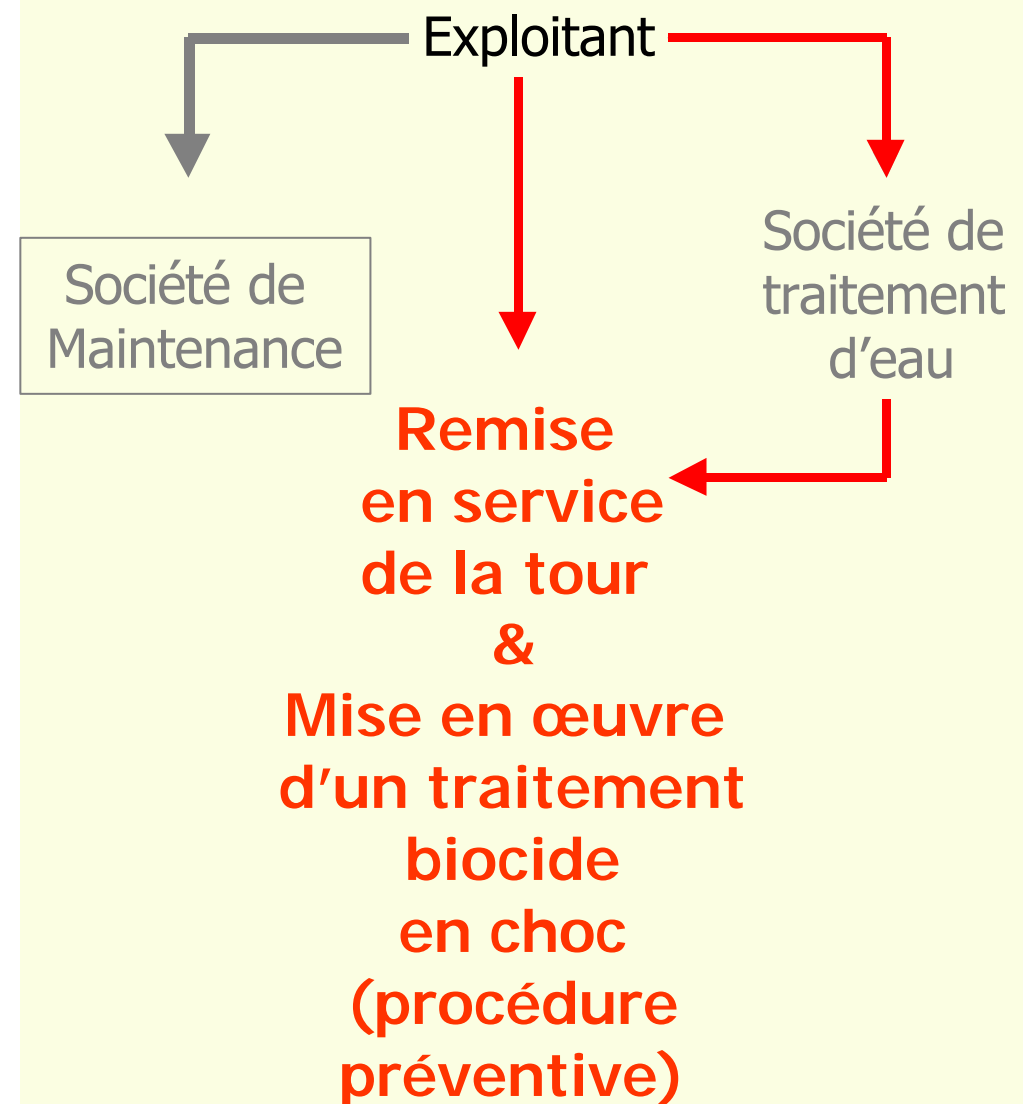 Exploitant
Société de
Maintenance
Société de
traitement
d’eau
Remise
en service
de la tour
&
Mise en œuvre
d’un traitement
biocide
en choc
(procédure
préventive)